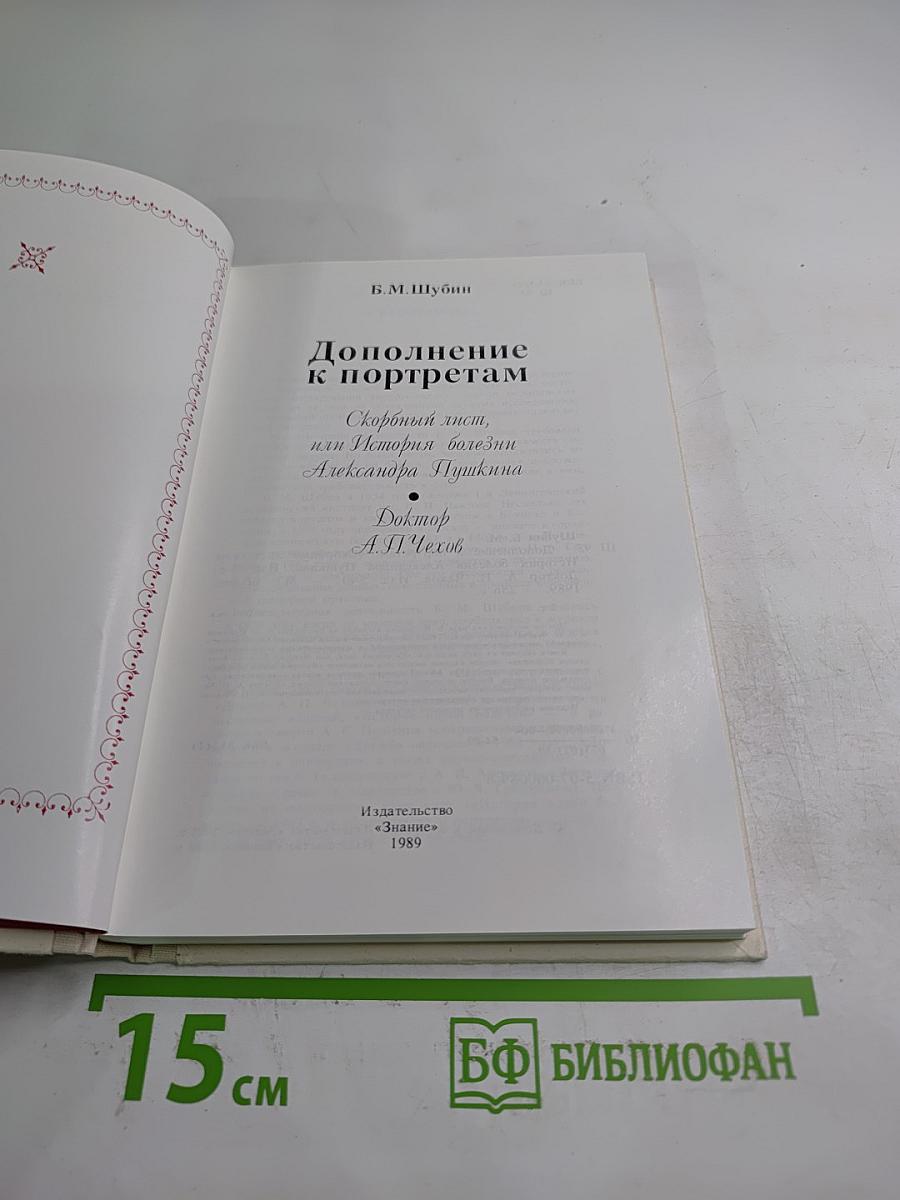 Б.М.Шубин
Дополнение
к портретам
Скорбный лист,
или История болезни
Александра Пушкина
•
Доктор
А.П.Чехов
Издательство
«Знание»
1989
15 см
БФ БИБЛИОФАН